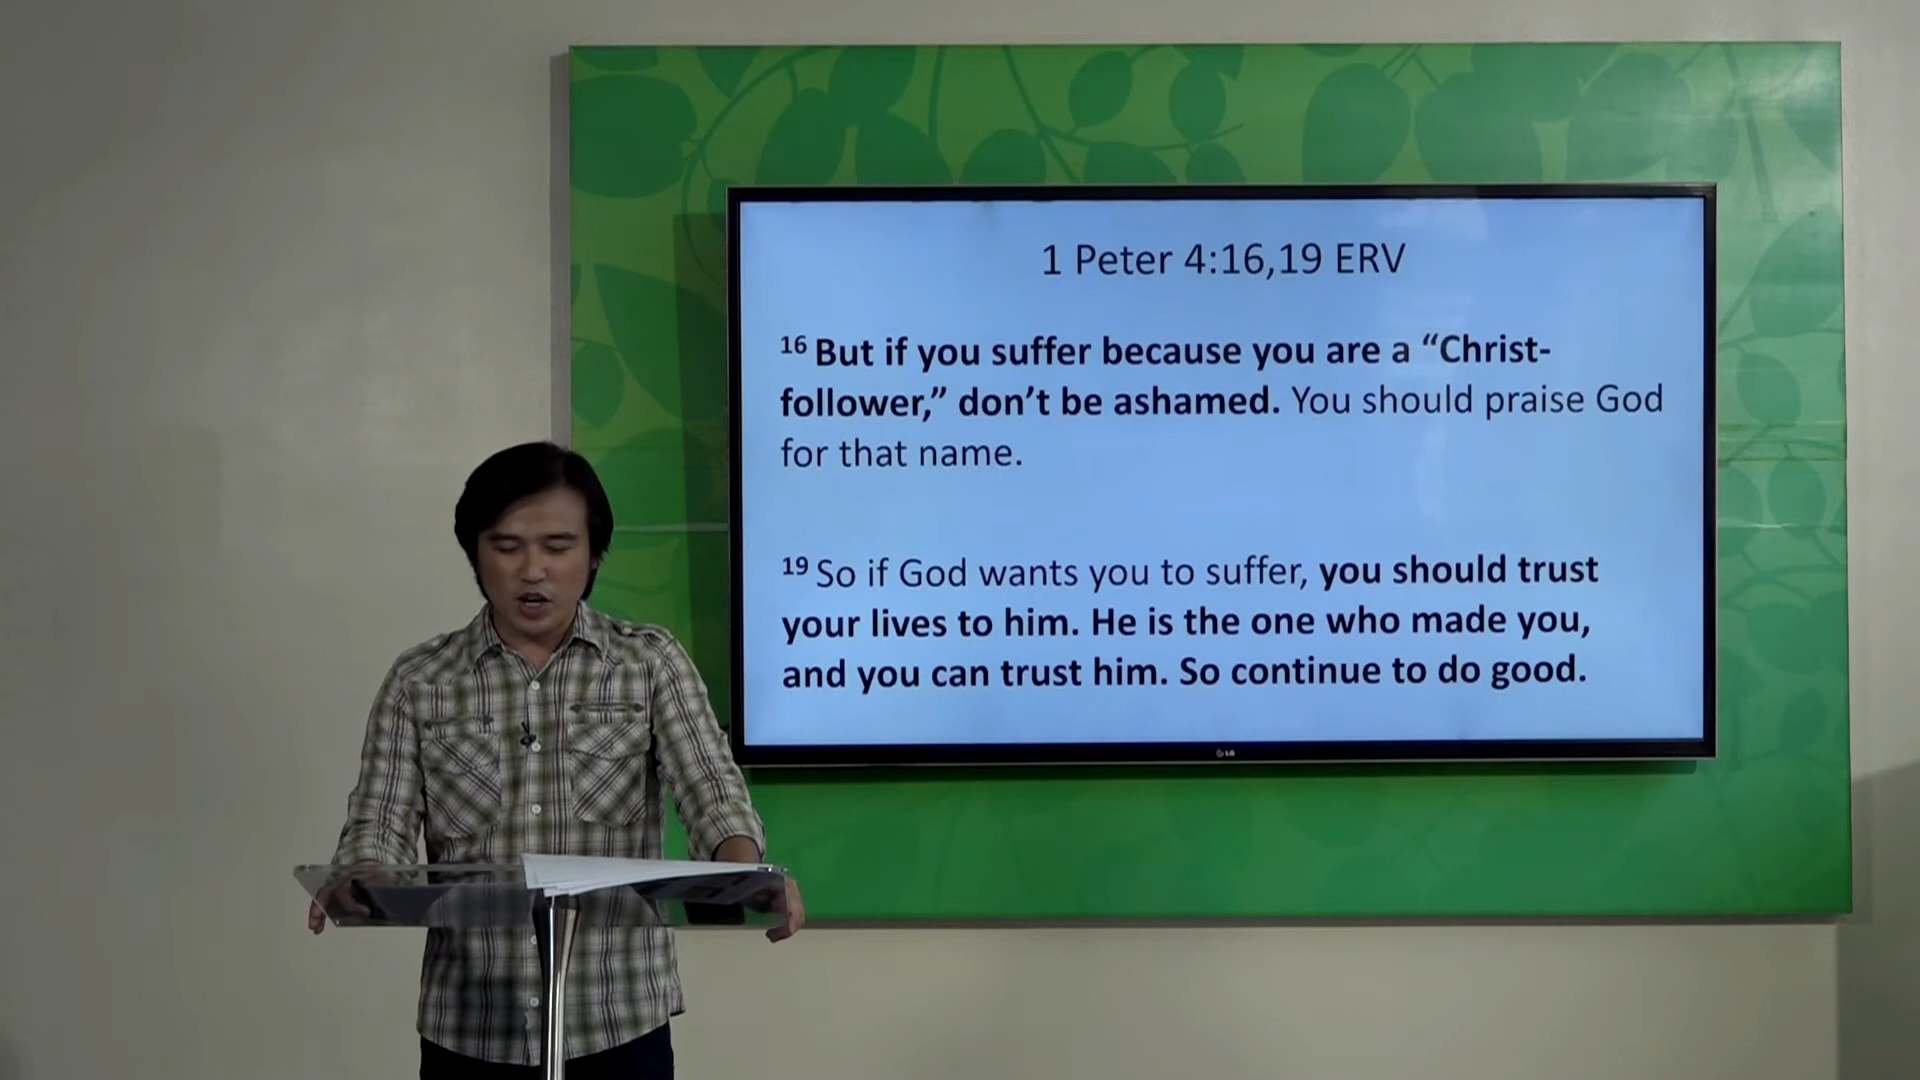 1 Peter 4:16,19 ERV
16 But if you suffer because you are a “Christ-
follower,” don’t be ashamed. You should praise God
for that name.
19 So if God wants you to suffer, you should trust
your lives to him. He is the one who made you,
and you can trust him. So continue to do good.
LG